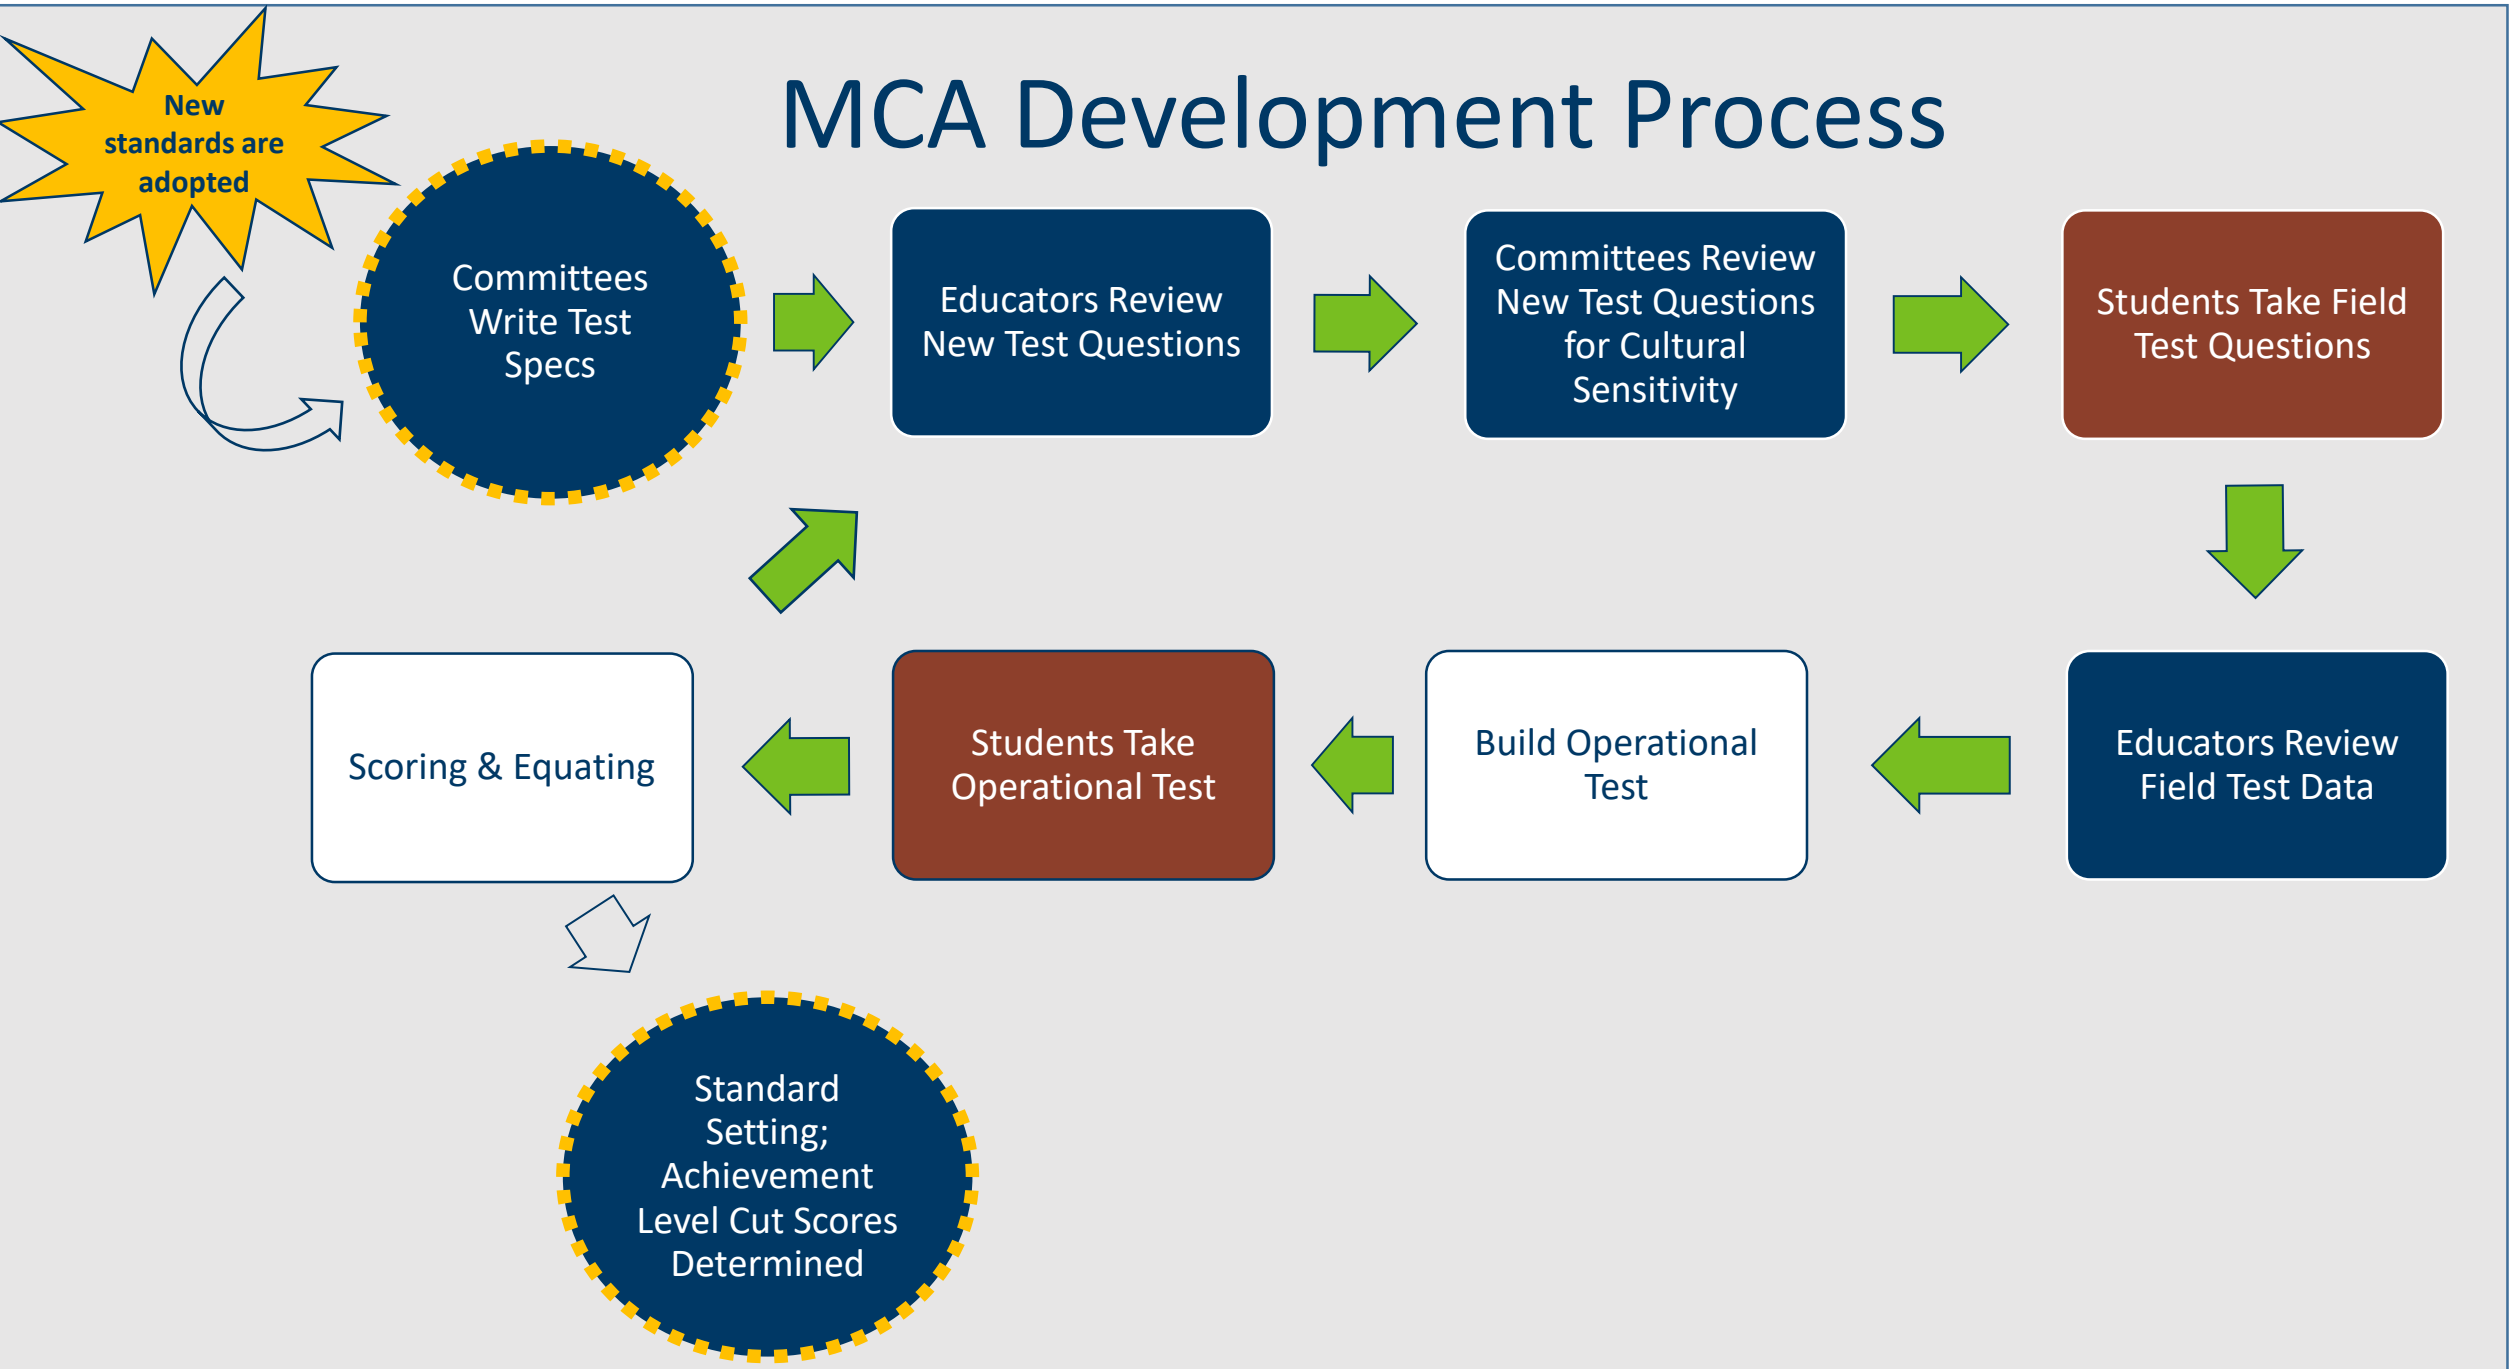 MCA Development Process
New
standards are
adopted
Committees
Write Test
Specs
Educators Review
New Test Questions
Committees Review
New Test Questions
for Cultural
Sensitivity
Students Take Field
Test Questions
Educators Review
Field Test Data
Build Operational
Test
Students Take
Operational Test
Scoring & Equating
Standard
Setting;
Achievement
Level Cut Scores
Determined